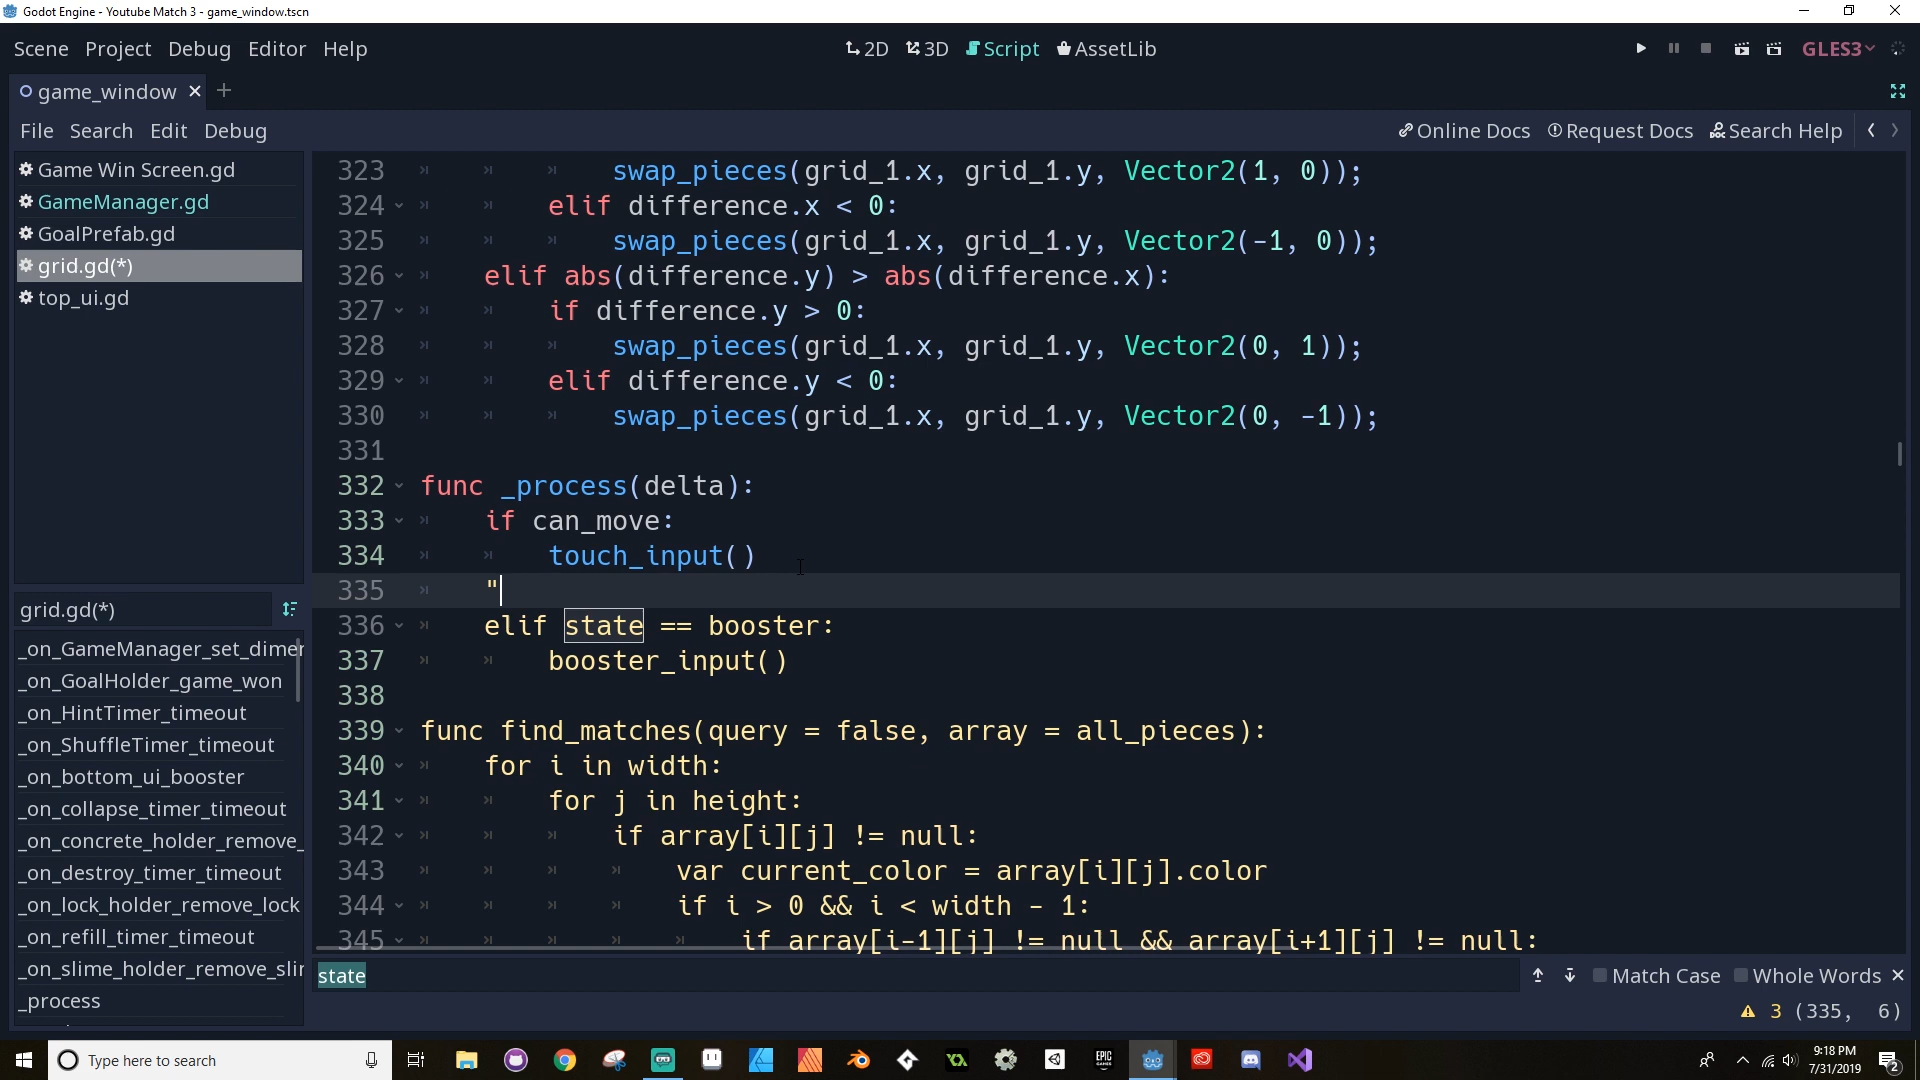 Godot Engine - Youtube Match 3 - game_window.tscn
Scene Project Debug Editor Help
2D 3D Script AssetLib
GLES3
game_window
File Search Edit Debug
Online Docs Request Docs Search Help
Game Win Screen.gd
GameManager.gd
GoalPrefab.gd
grid.gd(*)
top_ui.gd
grid.gd(*)
_on_GameManager_set_dimer
_on_GoalHolder_game_won
_on_HintTimer_timeout
_on_ShuffleTimer_timeout
_on_bottom_ui_booster
_on_collapse_timer_timeout
_on_concrete_holder_remove_
_on_destroy_timer_timeout
_on_lock_holder_remove_lock
_on_refill_timer_timeout
_on_slime_holder_remove_slin
_process
323 swap_pieces(grid_1.x, grid_1.y, Vector2(1, 0));
324 elif difference.x < 0:
325 swap_pieces(grid_1.x, grid_1.y, Vector2(-1, 0));
326 elif abs(difference.y) > abs(difference.x):
327 if difference.y > 0:
328 swap_pieces(grid_1.x, grid_1.y, Vector2(0, 1));
329 elif difference.y < 0:
330 swap_pieces(grid_1.x, grid_1.y, Vector2(0, -1));
331
332 func _process(delta):
333 if can_move:
334 touch_input()
335 "
336 elif state == booster:
337 booster_input()
338
339 func find_matches(query = false, array = all_pieces):
340 for i in width:
341 for j in height:
342 if array[i][j] != null:
343 var current_color = array[i][j].color
344 if i > 0 && i < width - 1:
345 if array[i-1][j] != null && array[i+1][j] != null:
state
Match Case Whole Words
3 (335, 6)
Type here to search
9:18 PM
7/31/2019
2